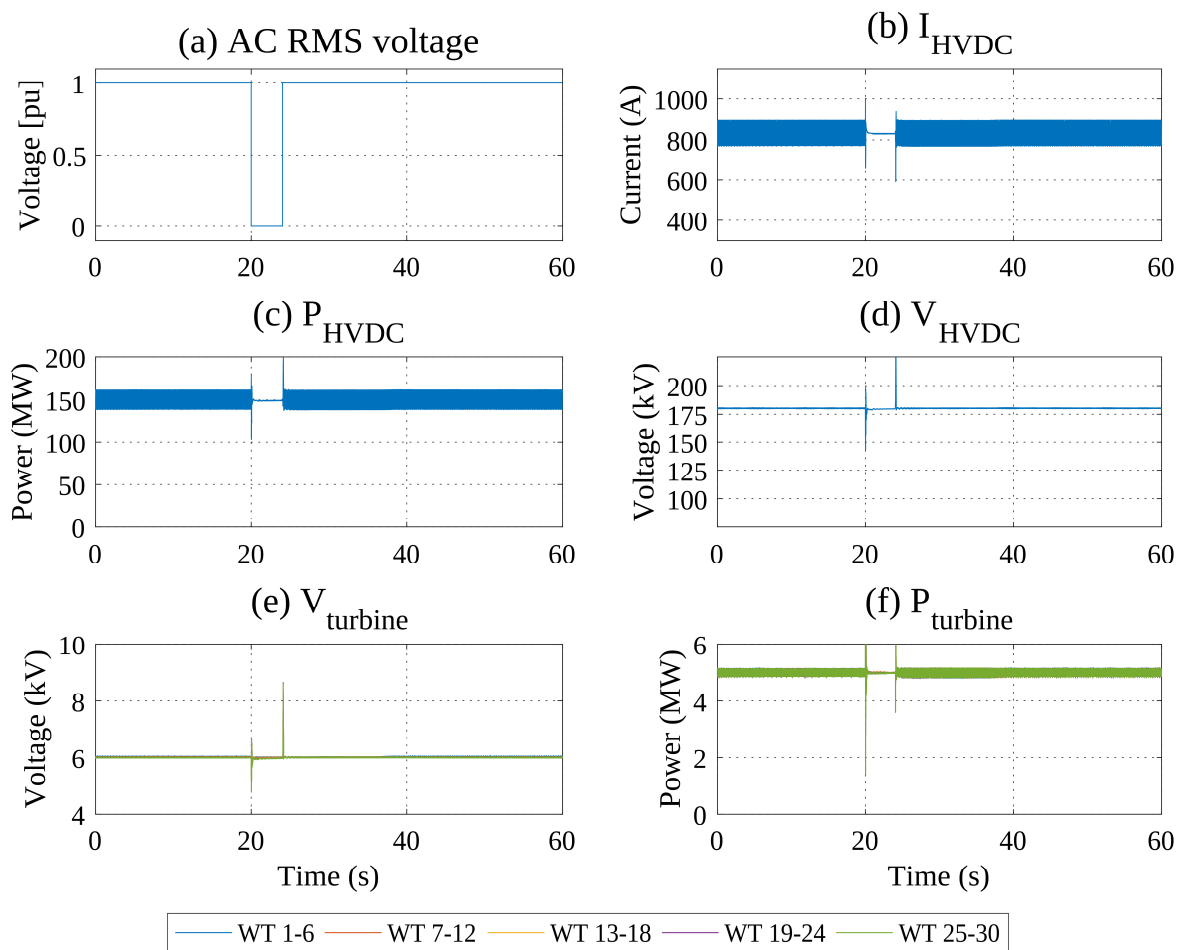 (a) AC RMS voltage
Voltage [pu]
1
0.5
0
0 20 40 60
(b) I_HVDC
Current (A)
1000
800
600
400
0 20 40 60
(c) P_HVDC
Power (MW)
200
150
100
50
0
0 20 40 60
(d) V_HVDC
Voltage (kV)
200
175
150
125
100
0 20 40 60
(e) V_turbine
Voltage (kV)
10
8
6
4
0 20 40 60
Time (s)
(f) P_turbine
Power (MW)
6
4
2
0
0 20 40 60
Time (s)
WT 1-6 WT 7-12 WT 13-18 WT 19-24 WT 25-30